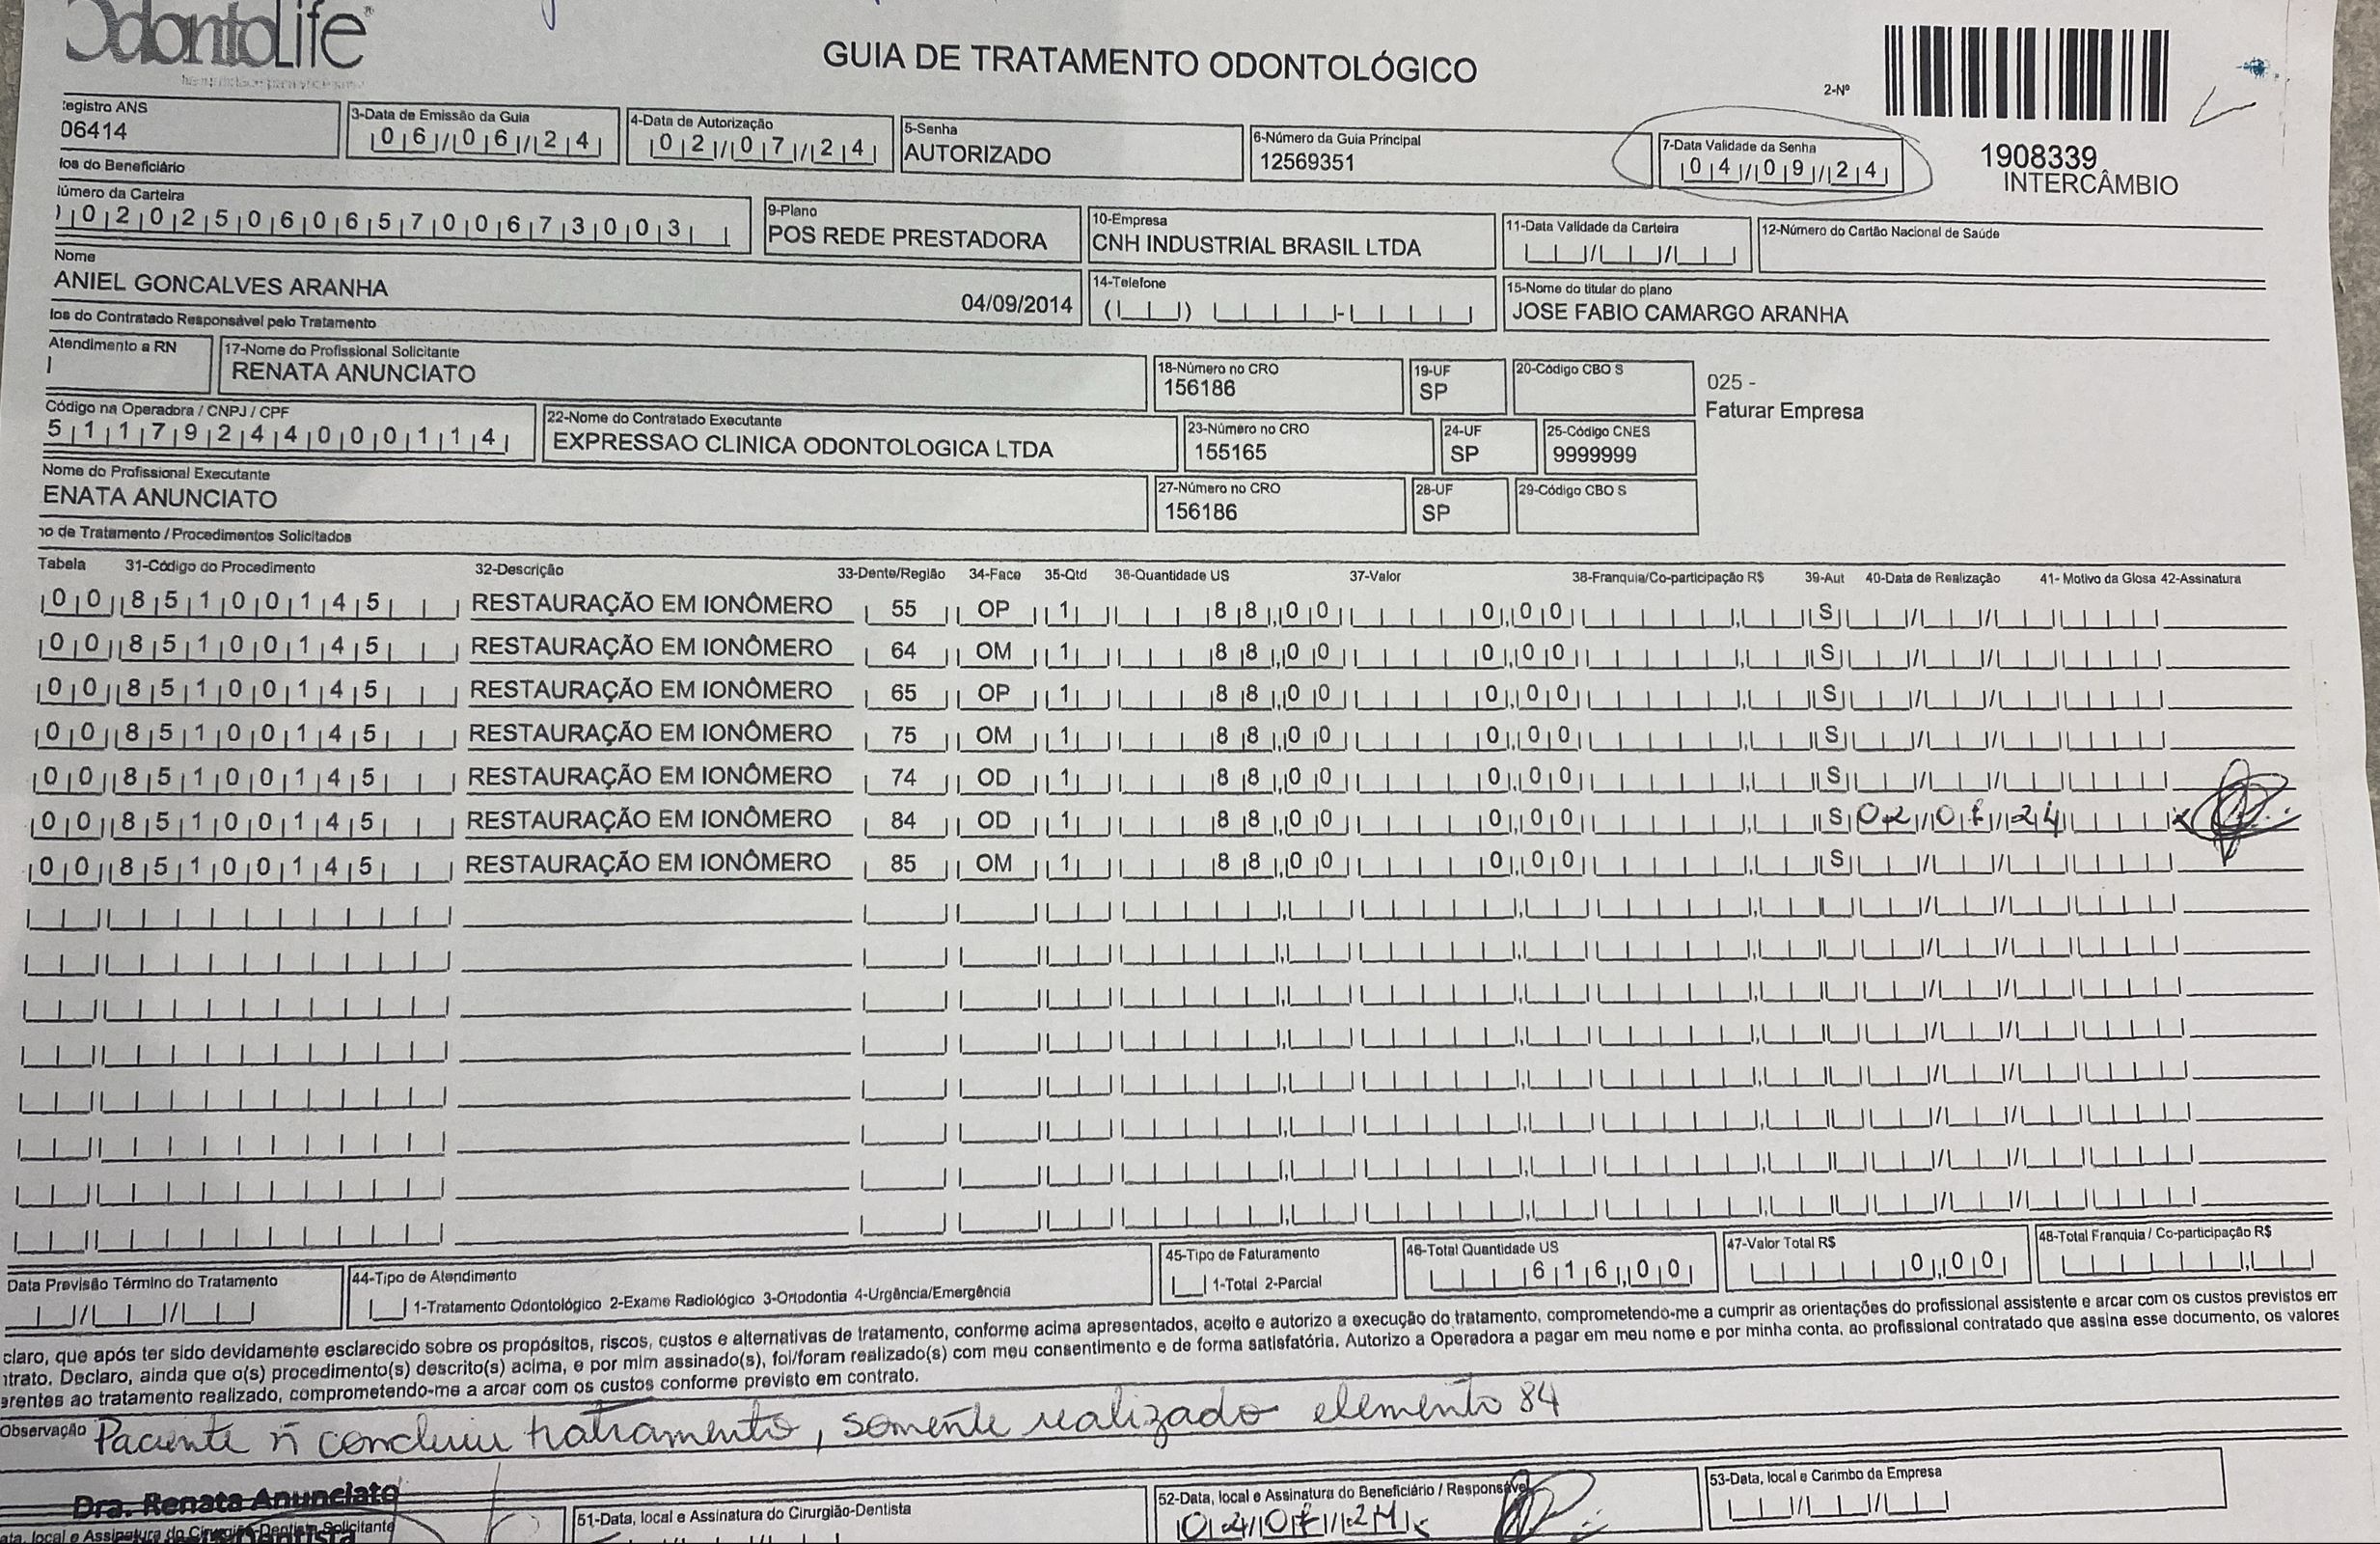 OdontoLife
GUIA DE TRATAMENTO ODONTOLÓGICO
2-Nº
1908339
INTERCÂMBIO
egistro ANS
06414
3-Data de Emissão da Guia
06/06/24
4-Data de Autorização
02/07/24
5-Senha
AUTORIZADO
6-Número da Guia Principal
12569351
7-Data Validade da Senha
04/09/24
dos do Beneficiário
Número da Carteira
0202506065700673003
9-Plano
POS REDE PRESTADORA
10-Empresa
CNH INDUSTRIAL BRASIL LTDA
11-Data Validade da Carteira
12-Número do Cartão Nacional de Saúde
Nome
ANIEL GONCALVES ARANHA
04/09/2014
14-Telefone
15-Nome do titular do plano
JOSE FABIO CAMARGO ARANHA
dos do Contratado Responsável pelo Tratamento
Atendimento a RN
17-Nome do Profissional Solicitante
RENATA ANUNCIATO
18-Número no CRO
156186
19-UF
SP
20-Código CBO S
025 -
Faturar Empresa
Código na Operadora / CNPJ / CPF
51179244000114
22-Nome do Contratado Executante
EXPRESSAO CLINICA ODONTOLOGICA LTDA
23-Número no CRO
155165
24-UF
SP
25-Código CNES
9999999
Nome do Profissional Executante
ENATA ANUNCIATO
27-Número no CRO
156186
28-UF
SP
29-Código CBO S
no de Tratamento / Procedimentos Solicitados
Tabela 31-Código do Procedimento 32-Descrição 33-Dente/Região 34-Face 35-Qtd 36-Quantidade US 37-Valor 38-Franquia/Co-participação R$ 39-Aut 40-Data de Realização 41- Motivo da Glosa 42-Assinatura
00 85100145 RESTAURAÇÃO EM IONÔMERO 55 OP 1 88,00 0,00 S
00 85100145 RESTAURAÇÃO EM IONÔMERO 64 OM 1 88,00 0,00 S
00 85100145 RESTAURAÇÃO EM IONÔMERO 65 OP 1 88,00 0,00 S
00 85100145 RESTAURAÇÃO EM IONÔMERO 75 OM 1 88,00 0,00 S
00 85100145 RESTAURAÇÃO EM IONÔMERO 74 OD 1 88,00 0,00 S
00 85100145 RESTAURAÇÃO EM IONÔMERO 84 OD 1 88,00 0,00 S 02/07/24
00 85100145 RESTAURAÇÃO EM IONÔMERO 85 OM 1 88,00 0,00 S
Data Previsão Término do Tratamento
44-Tipo de Atendimento
1-Tratamento Odontológico 2-Exame Radiológico 3-Ortodontia 4-Urgência/Emergência
45-Tipo de Faturamento
1-Total 2-Parcial
46-Total Quantidade US
616,00
47-Valor Total R$
0,00
48-Total Franquia / Co-participação R$
claro, que após ter sido devidamente esclarecido sobre os propósitos, riscos, custos e alternativas de tratamento, conforme acima apresentados, aceito e autorizo a execução do tratamento, comprometendo-me a cumprir as orientações do profissional assistente e arcar com os custos previstos em
ntrato. Declaro, ainda que o(s) procedimento(s) descrito(s) acima, e por mim assinado(s), foi/foram realizado(s) com meu consentimento e de forma satisfatória. Autorizo a Operadora a pagar em meu nome e por minha conta, ao profissional contratado que assina esse documento, os valores
erentes ao tratamento realizado, comprometendo-me a arcar com os custos conforme previsto em contrato.
Observação Paciente ñ concluiu tratamento, somente realizado elemento 84
Dra. Renata Anunciato
ata, local e Assinatura do Cirurgião-Dentista Solicitante
51-Data, local e Assinatura do Cirurgião-Dentista
52-Data, local e Assinatura do Beneficiário / Responsável
53-Data, local e Carimbo da Empresa